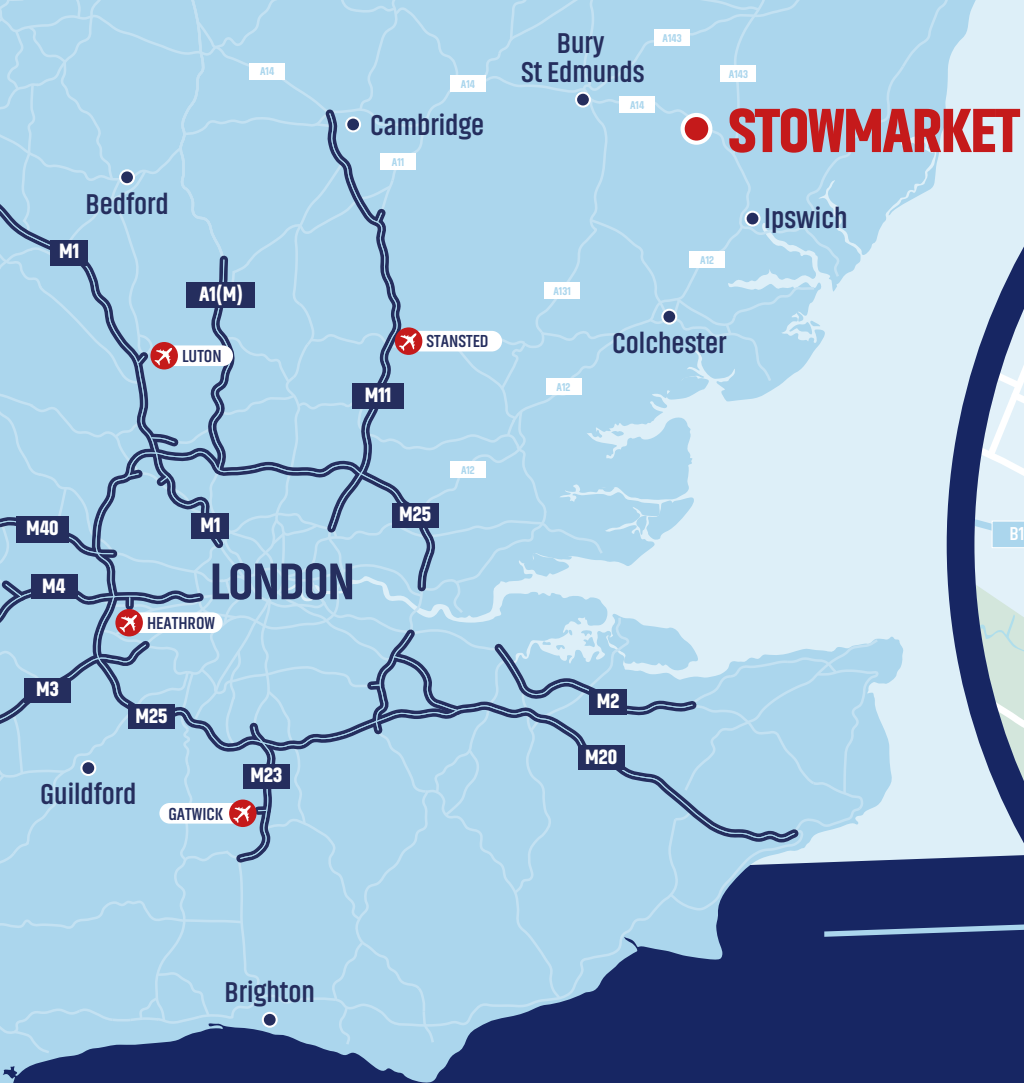 Bury
St Edmunds
A143
A14
A143
A14
A14
STOWMARKET
Cambridge
A11
Bedford
Ipswich
M1
A12
A1(M)
A131
Colchester
STANSTED
LUTON
A12
M11
A12
M25
M1
M40
B1
LONDON
M4
HEATHROW
M3
M2
M25
M20
M23
Guildford
GATWICK
Brighton